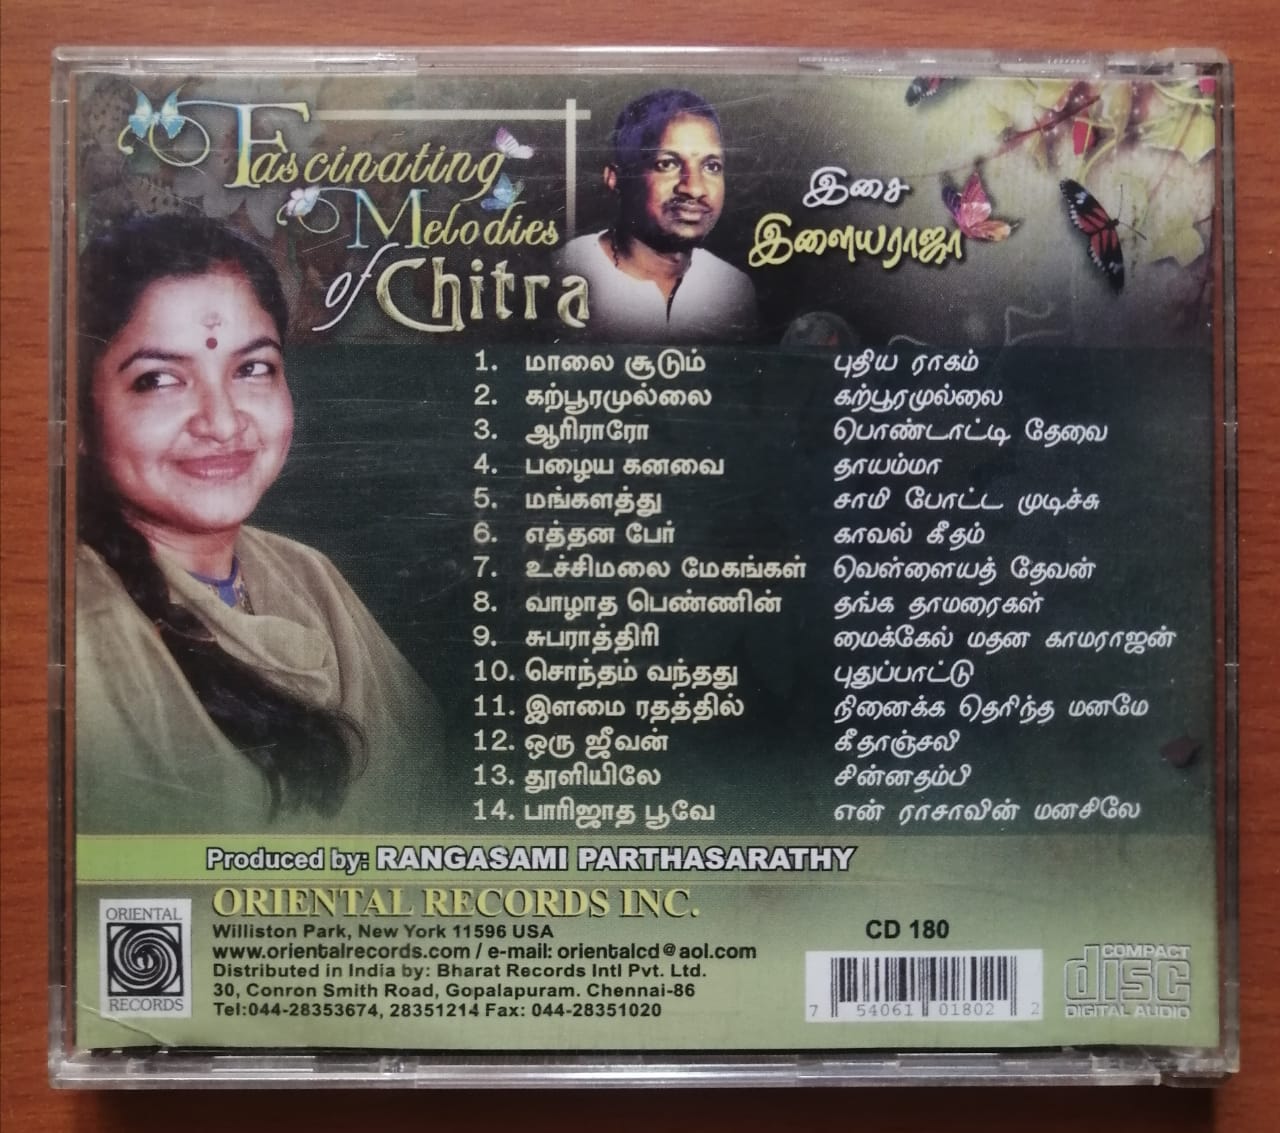 Fascinating
Melodies
of Chitra
இசை
இளையராஜா
1. மாலை சூடும் புதிய ராகம்
2. கற்பூரமுல்லை கற்பூரமுல்லை
3. ஆரிராரோ பொண்டாட்டி தேவை
4. பழைய கனவை தாயம்மா
5. மங்களத்து சாமி போட்ட முடிச்சு
6. எத்தன பேர் காவல் கீதம்
7. உச்சிமலை மேகங்கள் வெள்ளையத் தேவன்
8. வாழாத பெண்ணின் தங்க தாமரைகள்
9. சுபராத்திரி மைக்கேல் மதன காமராஜன்
10. சொந்தம் வந்தது புதுப்பாட்டு
11. இளமை ரதத்தில் நினைக்க தெரிந்த மனமே
12. ஒரு ஜீவன் கீதாஞ்சலி
13. தூளியிலே சின்னதம்பி
14. பாரிஜாத பூவே என் ராசாவின் மனசிலே
Produced by: RANGASAMI PARTHASARATHY
ORIENTAL
RECORDS
ORIENTAL RECORDS INC.
Williston Park, New York 11596 USA
www.orientalrecords.com / e-mail: orientalcd@aol.com
Distributed in India by: Bharat Records Intl Pvt. Ltd.
30, Conron Smith Road, Gopalapuram. Chennai-86
Tel:044-28353674, 28351214 Fax: 044-28351020
CD 180
7 54061 01802 2
COMPACT
disc
DIGITAL AUDIO